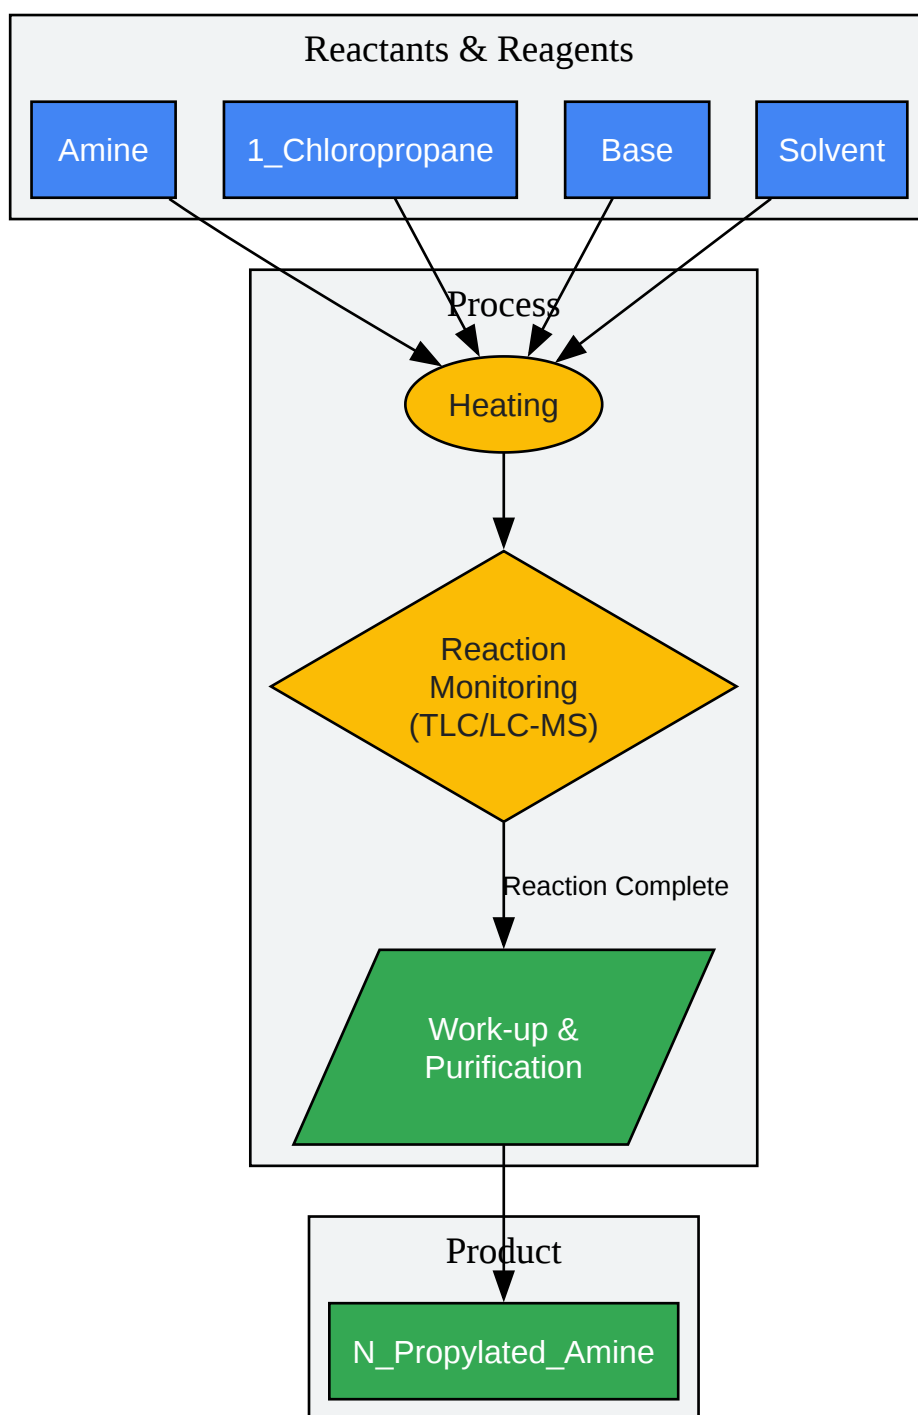 Reactants & Reagents
Amine
1_Chloropropane
Base
Solvent
Process
Heating
Reaction
Monitoring
(TLC/LC-MS)
Reaction Complete
Work-up &
Purification
Product
N_Propylated_Amine